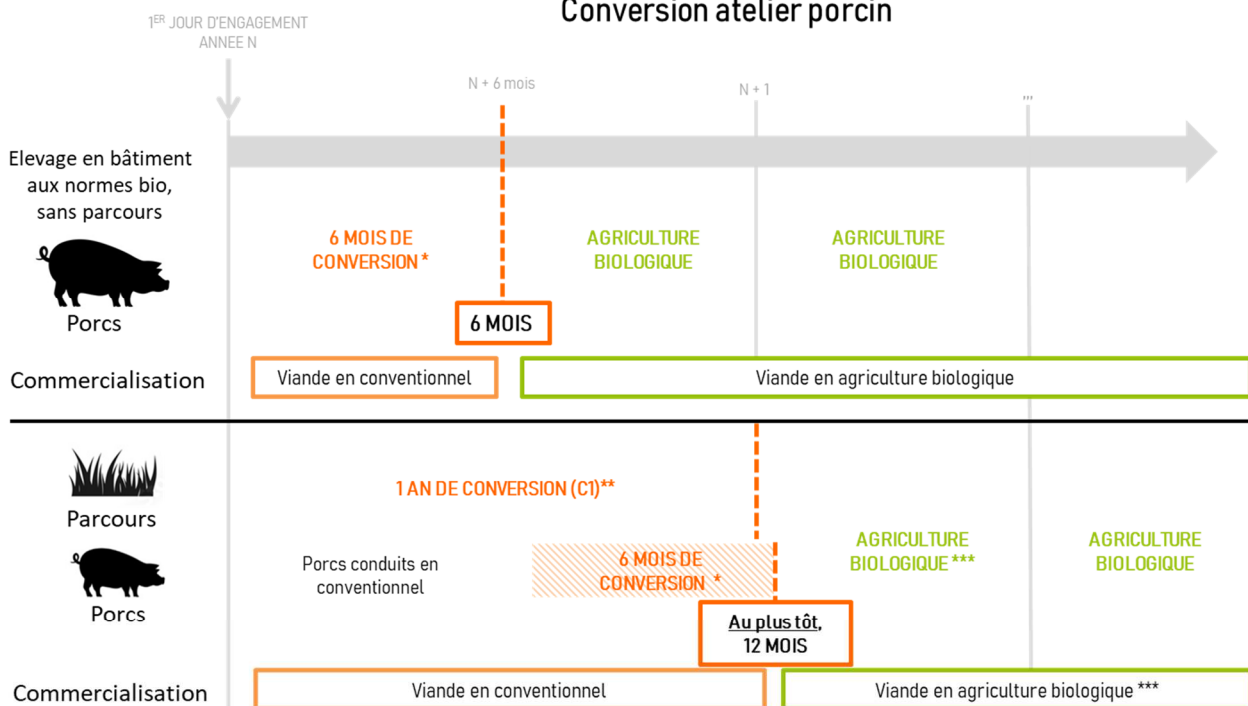 Conversion atelier porcin
1ER JOUR D'ENGAGEMENT
ANNEE N
N + 6 mois
N + 1
,,,
Elevage en bâtiment
aux normes bio,
sans parcours
Porcs
6 MOIS DE
CONVERSION *
AGRICULTURE
BIOLOGIQUE
AGRICULTURE
BIOLOGIQUE
6 MOIS
Commercialisation
Viande en conventionnel
Viande en agriculture biologique
Parcours
1 AN DE CONVERSION (C1)**
Porcs
Porcs conduits en
conventionnel
6 MOIS DE
CONVERSION *
AGRICULTURE
BIOLOGIQUE ***
AGRICULTURE
BIOLOGIQUE
Au plus tôt,
12 MOIS
Commercialisation
Viande en conventionnel
Viande en agriculture biologique ***